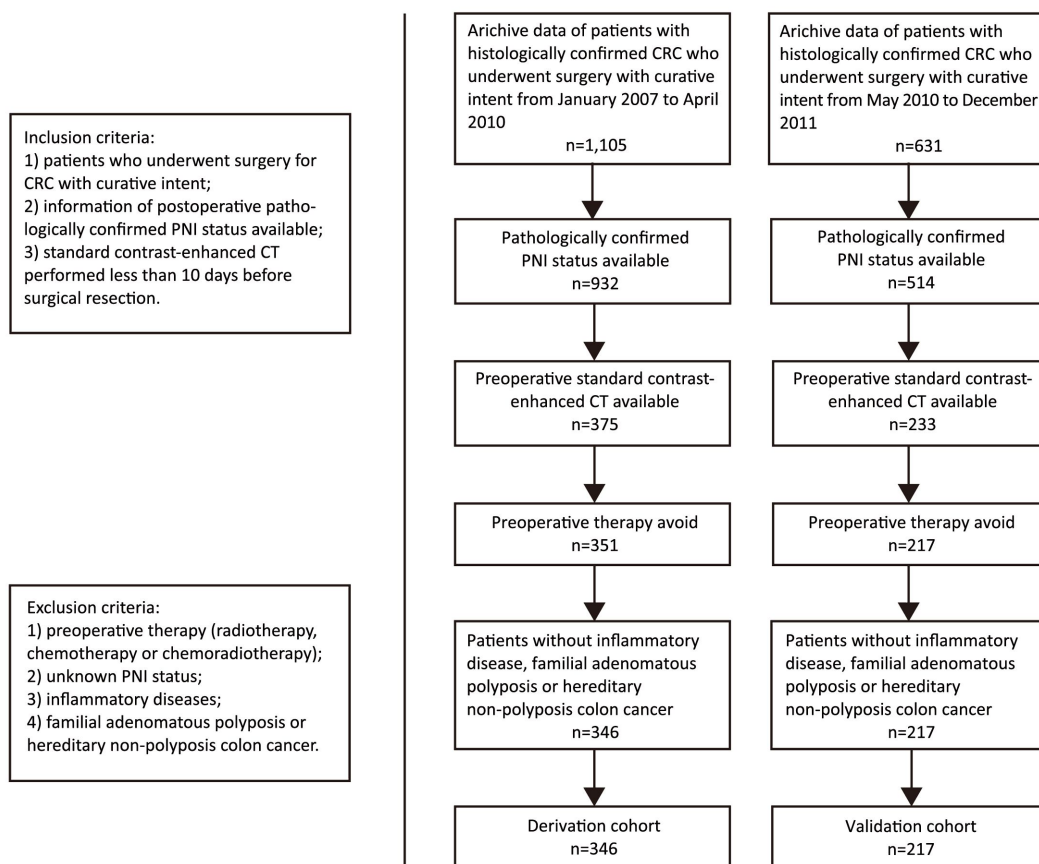 Inclusion criteria:
1) patients who underwent surgery for
CRC with curative intent;
2) information of postoperative patho-
logically confirmed PNI status available;
3) standard contrast-enhanced CT
performed less than 10 days before
surgical resection.
Exclusion criteria:
1) preoperative therapy (radiotherapy,
chemotherapy or chemoradiotherapy);
2) unknown PNI status;
3) inflammatory diseases;
4) familial adenomatous polyposis or
hereditary non-polyposis colon cancer.
Arichive data of patients with
histologically confirmed CRC who
underwent surgery with curative
intent from January 2007 to April
2010
n=1,105
Pathologically confirmed
PNI status available
n=932
Preoperative standard contrast-
enhanced CT available
n=375
Preoperative therapy avoid
n=351
Patients without inflammatory
disease, familial adenomatous
polyposis or hereditary
non-polyposis colon cancer
n=346
Derivation cohort
n=346
Arichive data of patients with
histologically confirmed CRC who
underwent surgery with curative
intent from May 2010 to December
2011
n=631
Pathologically confirmed
PNI status available
n=514
Preoperative standard contrast-
enhanced CT available
n=233
Preoperative therapy avoid
n=217
Patients without inflammatory
disease, familial adenomatous
polyposis or hereditary
non-polyposis colon cancer
n=217
Validation cohort
n=217